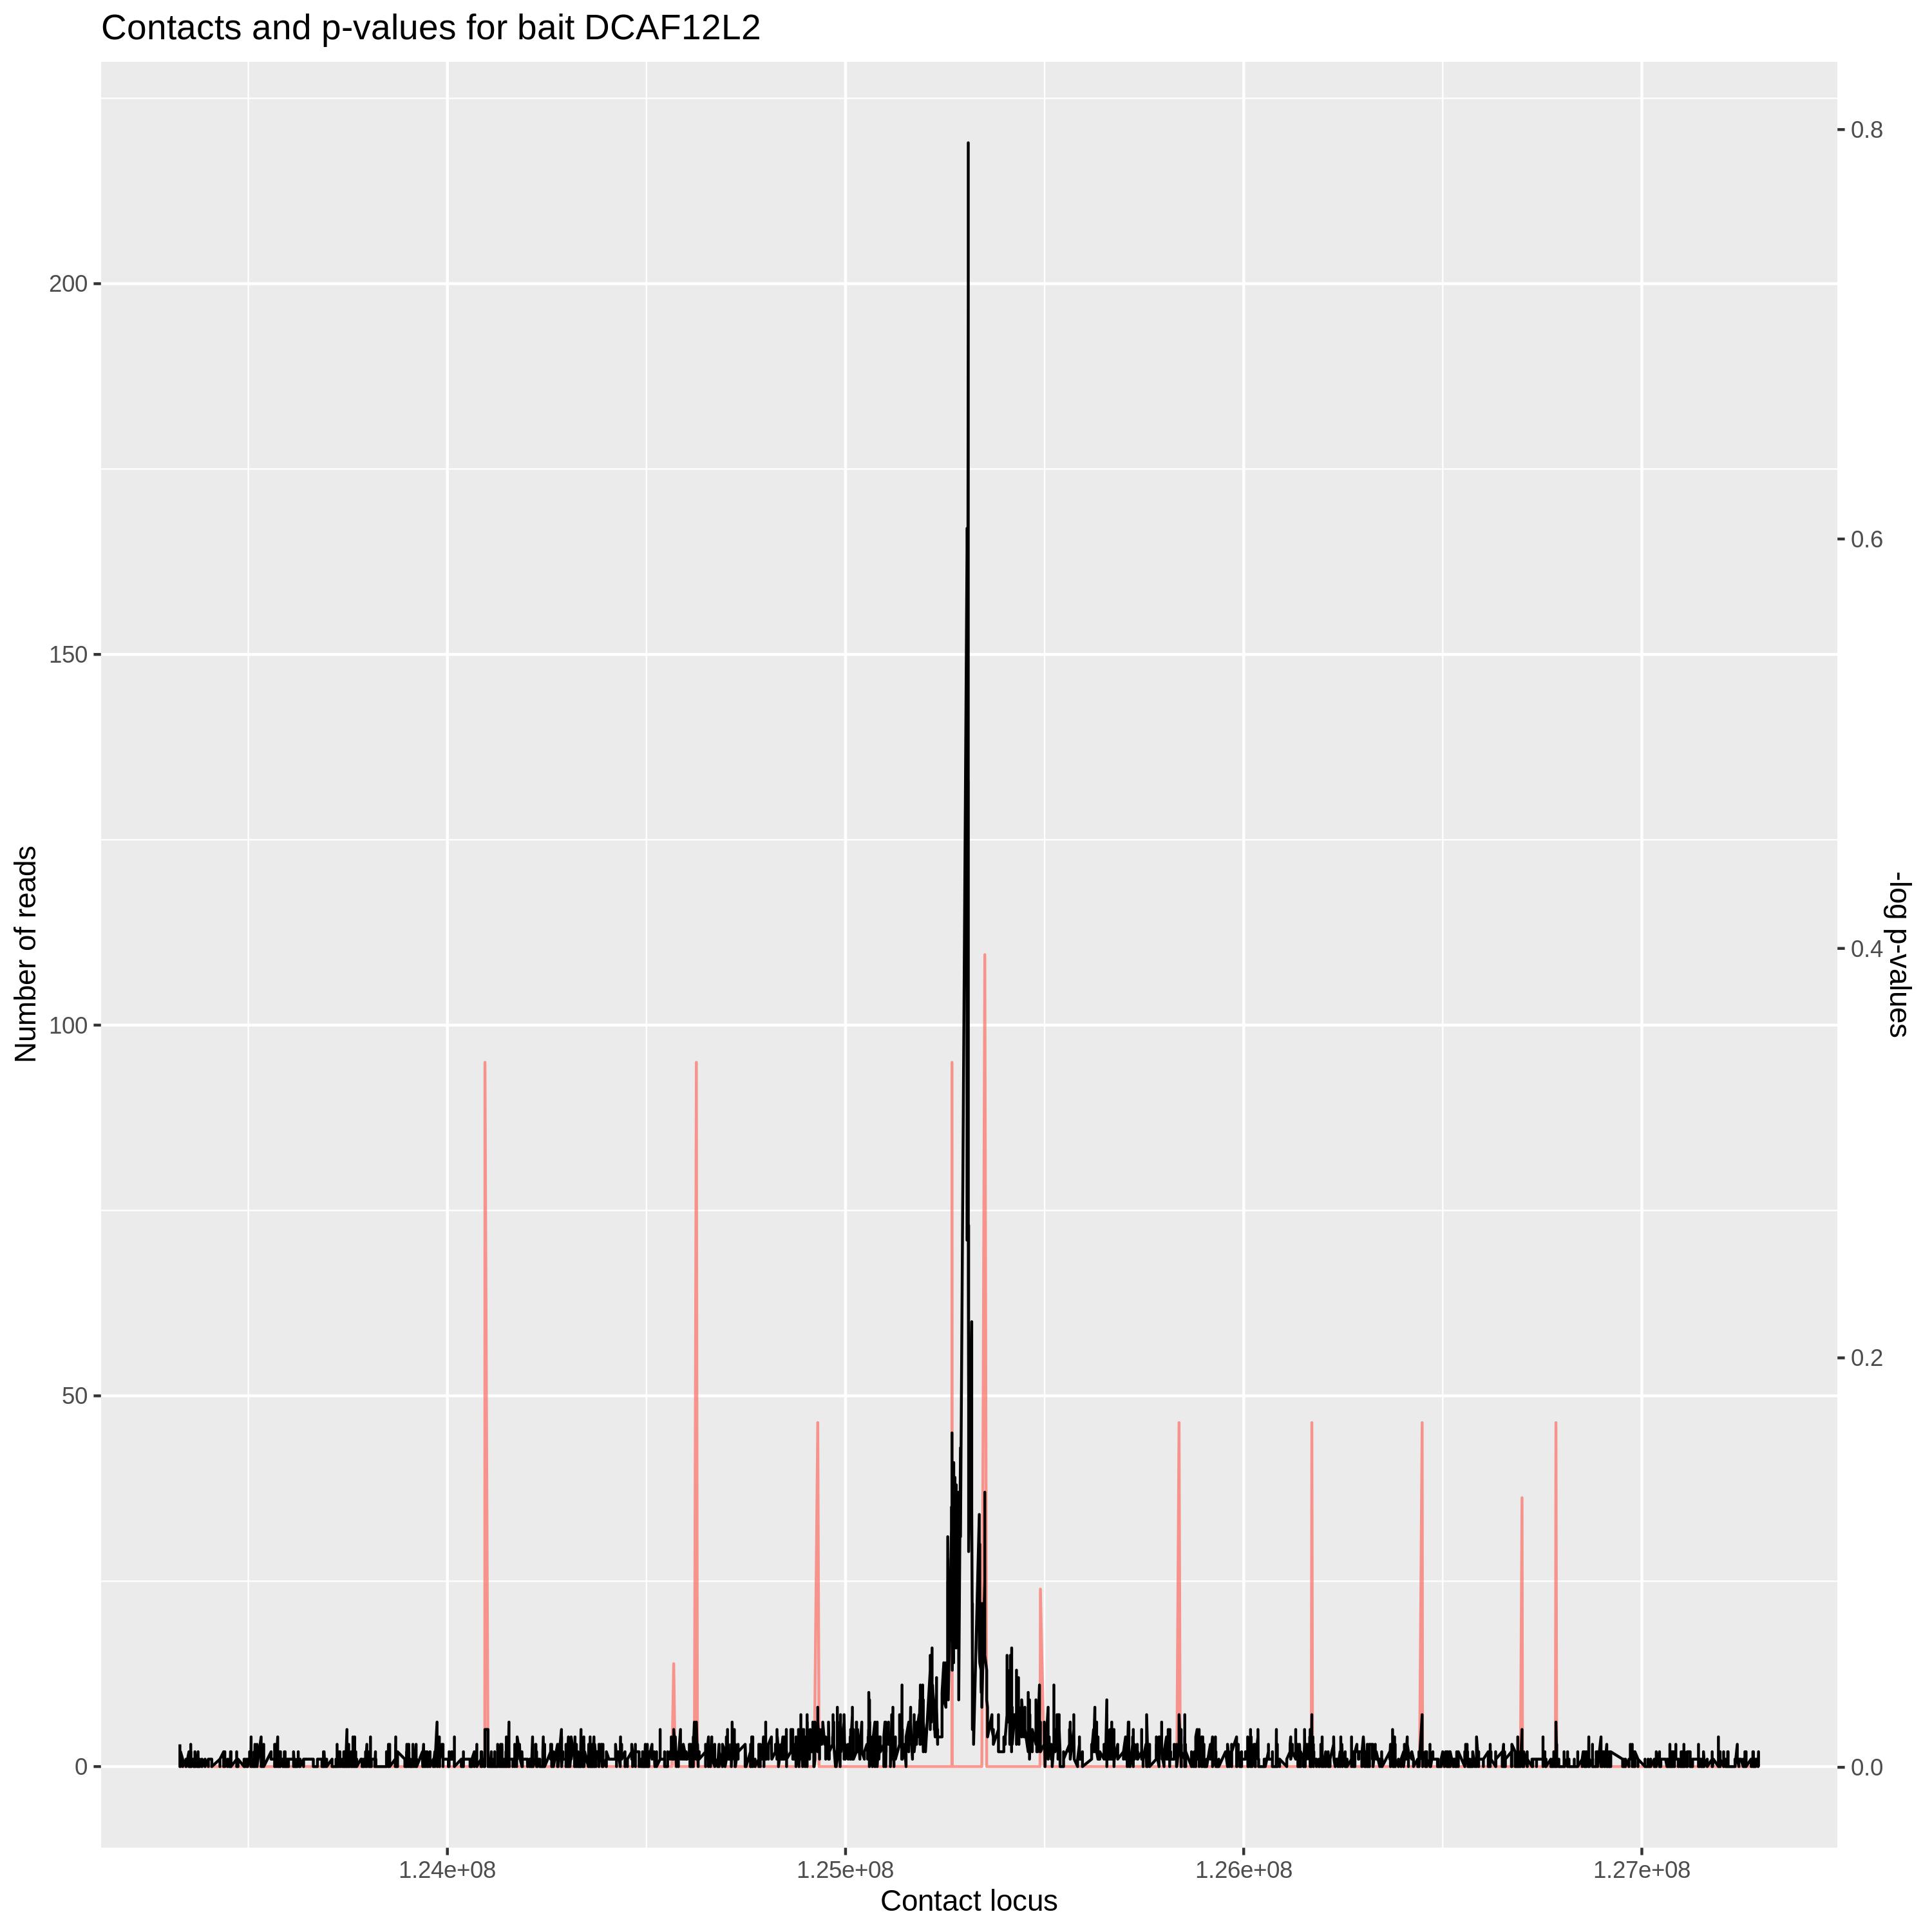 Contacts and p-values for bait DCAF12L2
Number of reads
200
150
100
50
0
0.8
0.6
0.4
0.2
0.0
-log p-values
1.24e+08 1.25e+08 1.26e+08 1.27e+08
Contact locus